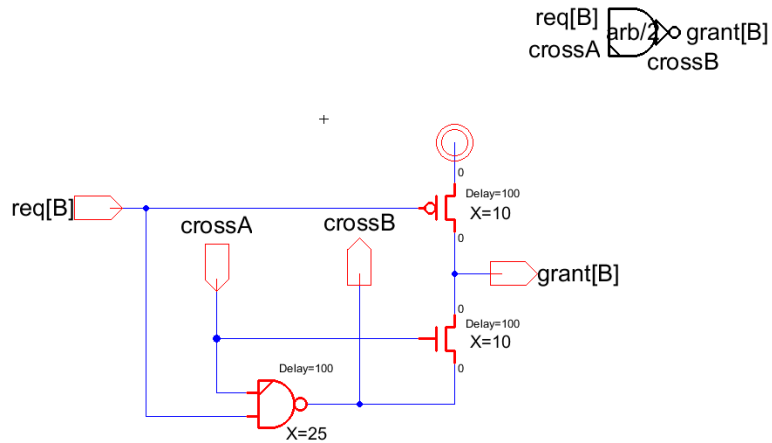 req[B]
arb/2
grant[B]
crossA
crossB
0
Delay=100
X=10
req[B]
crossA
crossB
0
grant[B]
0
Delay=100
X=10
Delay=100
0
X=25